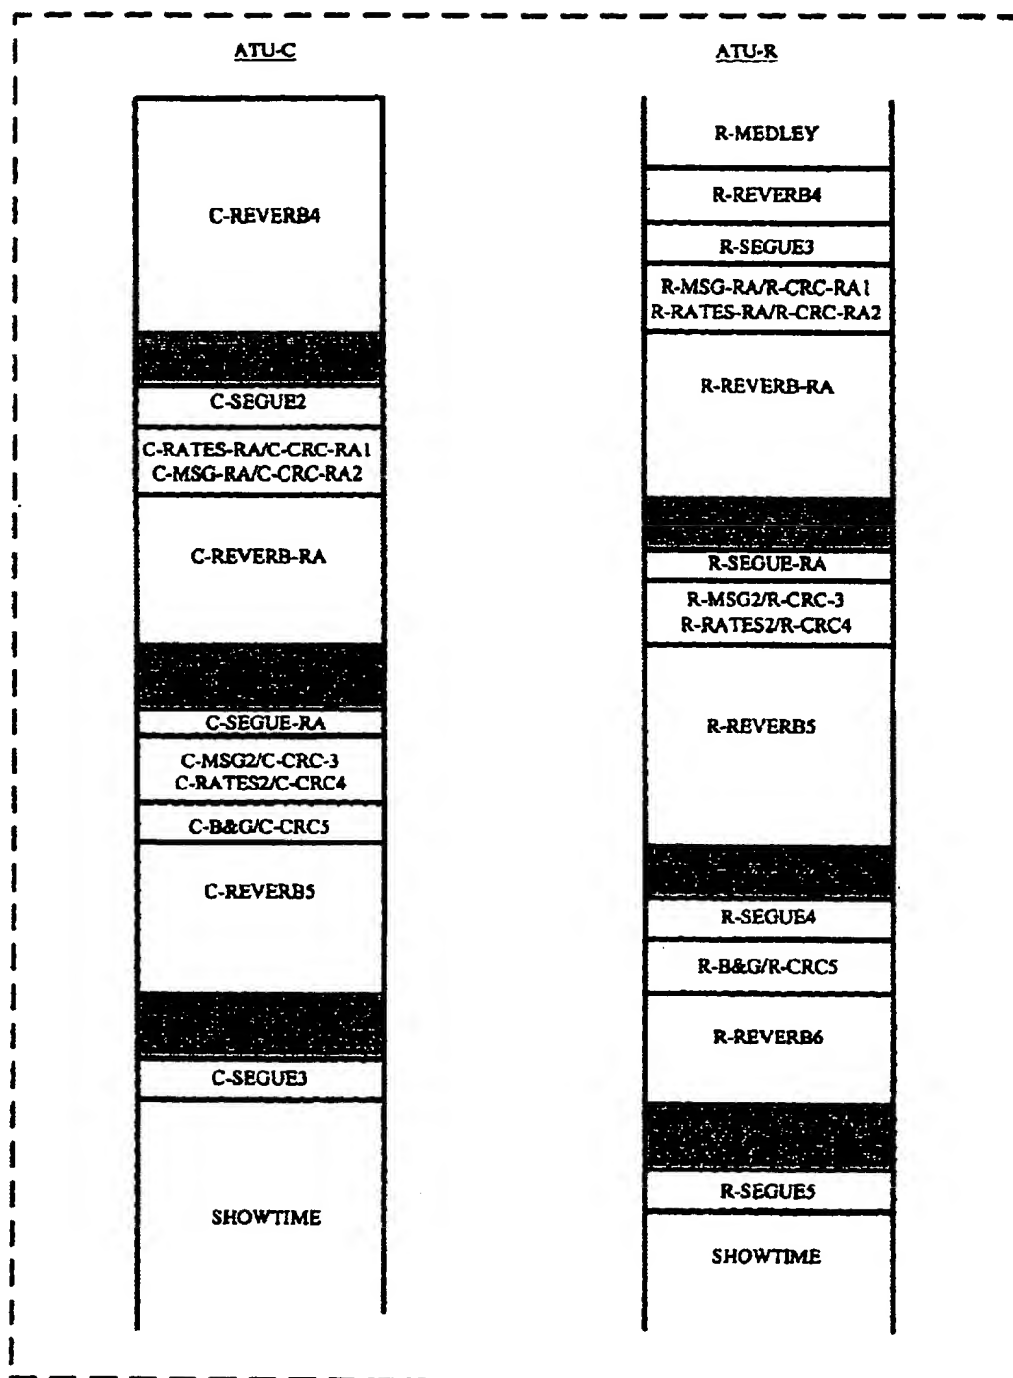 ATU-C
C-REVERB4
C-SEGUE2
C-RATES-RA/C-CRC-RA1
C-MSG-RA/C-CRC-RA2
C-REVERB-RA
C-SEGUE-RA
C-MSG2/C-CRC-3
C-RATES2/C-CRC4
C-B&G/C-CRC5
C-REVERB5
C-SEGUE3
SHOWTIME
ATU-R
R-MEDLEY
R-REVERB4
R-SEGUE3
R-MSG-RA/R-CRC-RA1
R-RATES-RA/R-CRC-RA2
R-REVERB-RA
R-SEGUE-RA
R-MSG2/R-CRC-3
R-RATES2/R-CRC4
R-REVERB5
R-SEGUE4
R-B&G/R-CRC5
R-REVERB6
R-SEGUE5
SHOWTIME